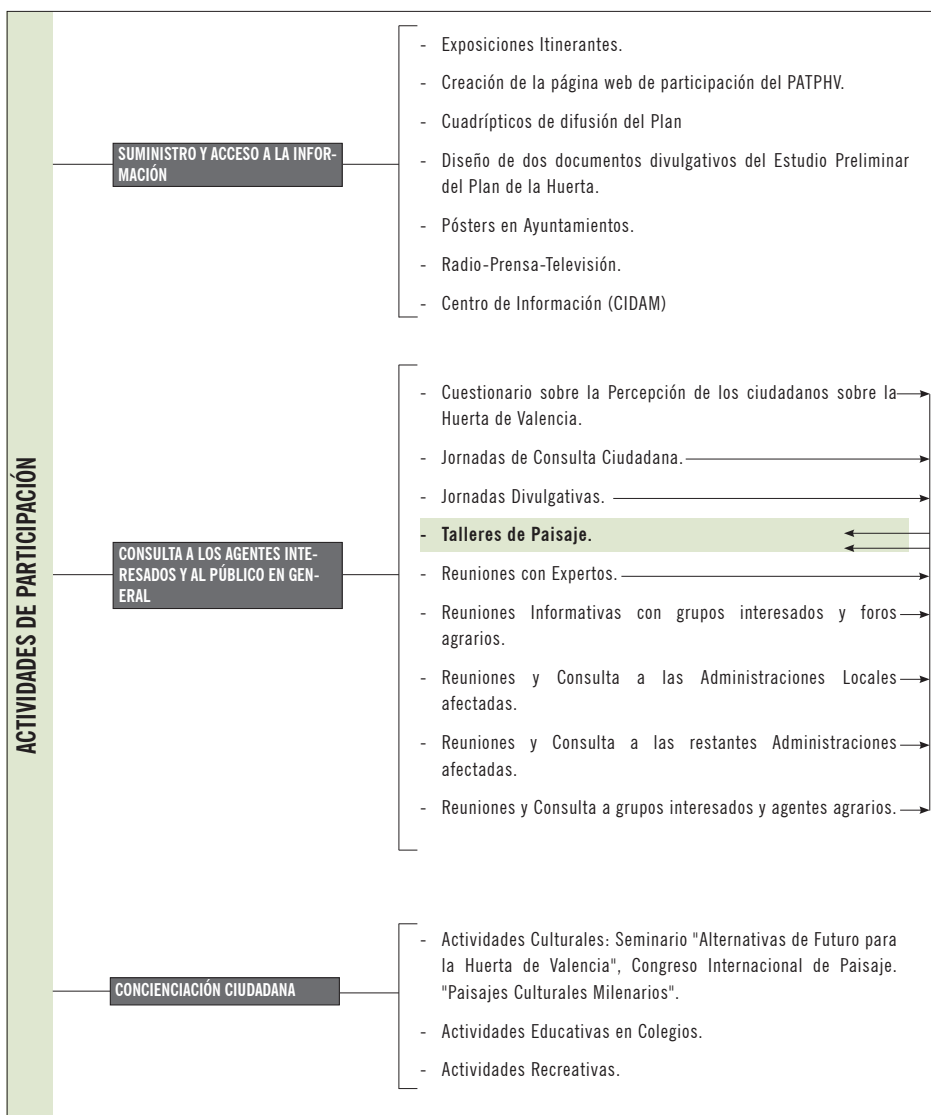 ACTIVIDADES DE PARTICIPACIÓN
SUMINISTRO Y ACCESO A LA INFOR-
MACIÓN
- Exposiciones Itinerantes.
- Creación de la página web de participación del PATPHV.
- Cuadrípticos de difusión del Plan
- Diseño de dos documentos divulgativos del Estudio Preliminar
del Plan de la Huerta.
- Pósters en Ayuntamientos.
- Radio-Prensa-Televisión.
- Centro de Información (CIDAM)
CONSULTA A LOS AGENTES INTE-
RESADOS Y AL PÚBLICO EN GEN-
ERAL
- Cuestionario sobre la Percepción de los ciudadanos sobre la
Huerta de Valencia.
- Jornadas de Consulta Ciudadana.
- Jornadas Divulgativas.
- Talleres de Paisaje.
- Reuniones con Expertos.
- Reuniones Informativas con grupos interesados y foros
agrarios.
- Reuniones y Consulta a las Administraciones Locales
afectadas.
- Reuniones y Consulta a las restantes Administraciones
afectadas.
- Reuniones y Consulta a grupos interesados y agentes agrarios.
CONCIENCIACIÓN CIUDADANA
- Actividades Culturales: Seminario "Alternativas de Futuro para
la Huerta de Valencia", Congreso Internacional de Paisaje.
"Paisajes Culturales Milenarios".
- Actividades Educativas en Colegios.
- Actividades Recreativas.